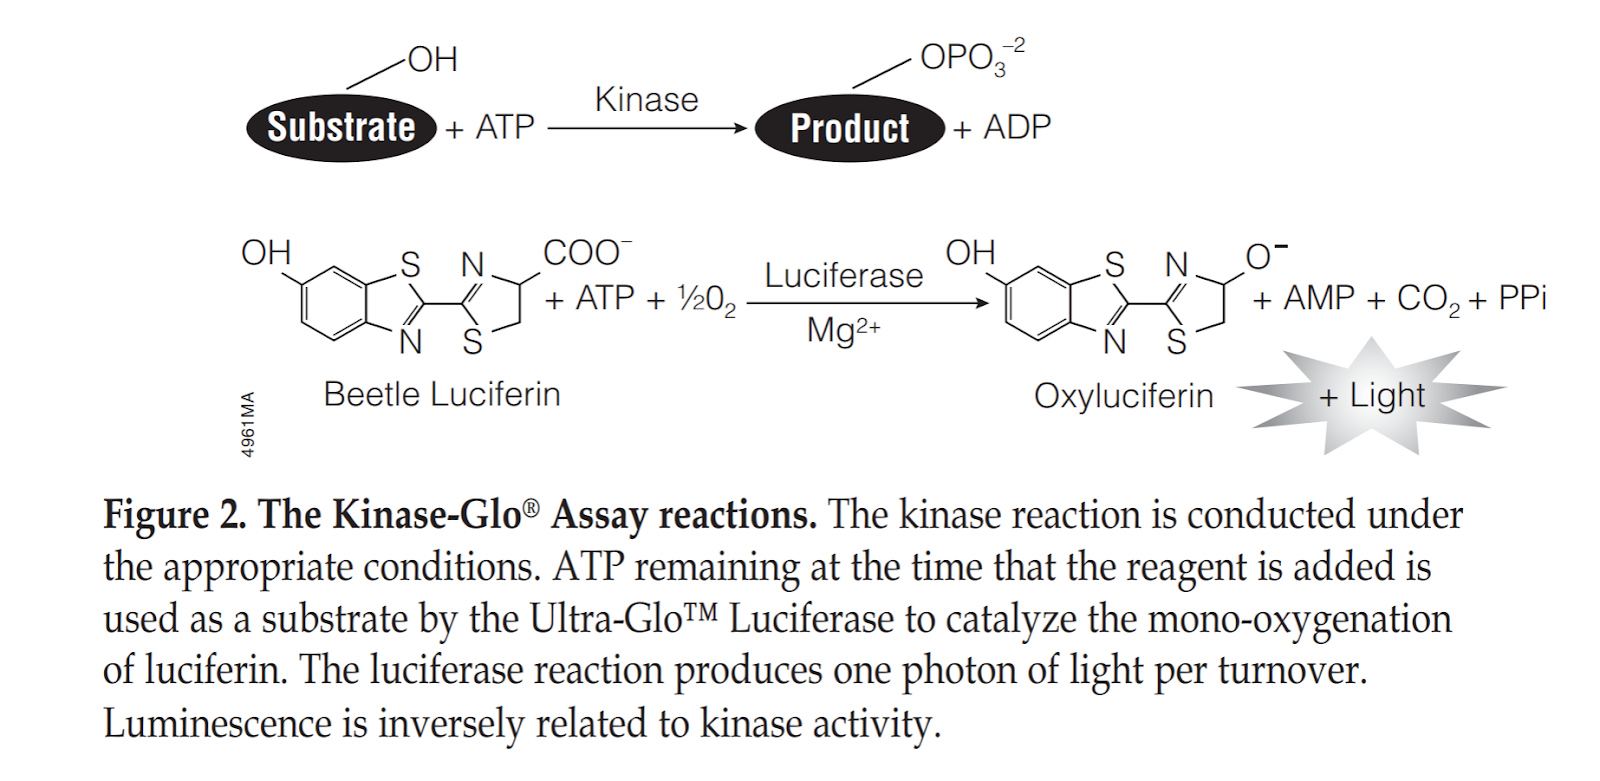 OH OPO₃⁻²
Substrate + ATP Kinase Product + ADP
OH S N COO⁻ + ATP + ½O₂ Luciferase OH S N O⁻ + AMP + CO₂ + PPi
N S Mg²⁺ N S
Beetle Luciferin Oxyluciferin + Light
4961MA
Figure 2. The Kinase-Glo® Assay reactions. The kinase reaction is conducted under
the appropriate conditions. ATP remaining at the time that the reagent is added is
used as a substrate by the Ultra-Glo™ Luciferase to catalyze the mono-oxygenation
of luciferin. The luciferase reaction produces one photon of light per turnover.
Luminescence is inversely related to kinase activity.